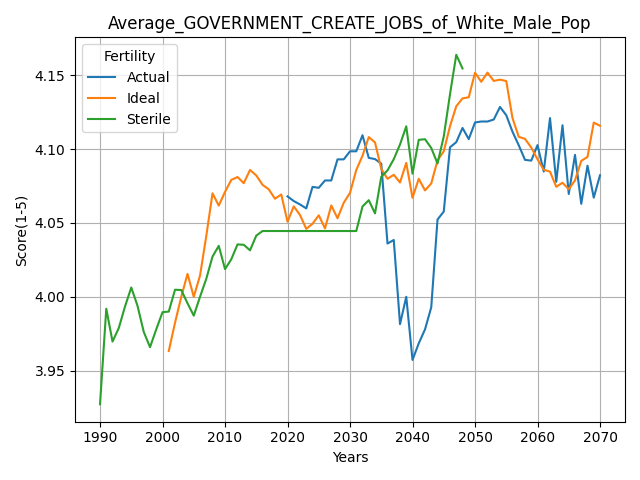 Average_GOVERNMENT_CREATE_JOBS_of_White_Male_Pop
Fertility
Actual
Ideal
Sterile
Score(1-5)
4.15
4.10
4.05
4.00
3.95
1990 2000 2010 2020 2030 2040 2050 2060 2070
Years